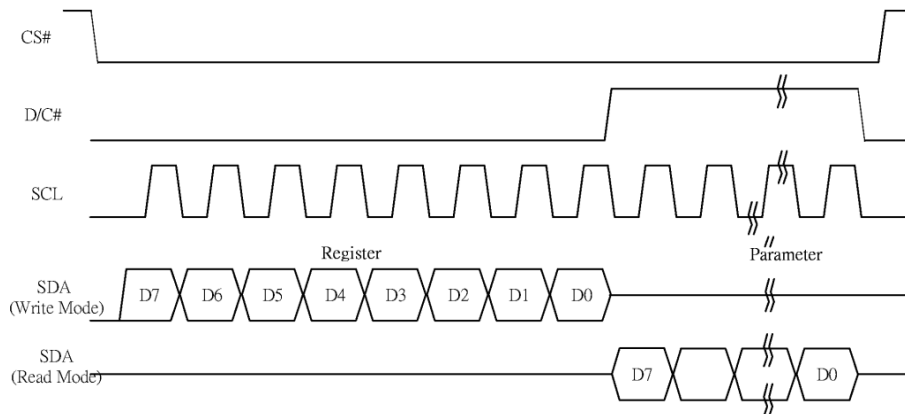 CS#
D/C#
SCL
Register Parameter
SDA
(Write Mode)
D7 D6 D5 D4 D3 D2 D1 D0
SDA
(Read Mode)
D7 D0